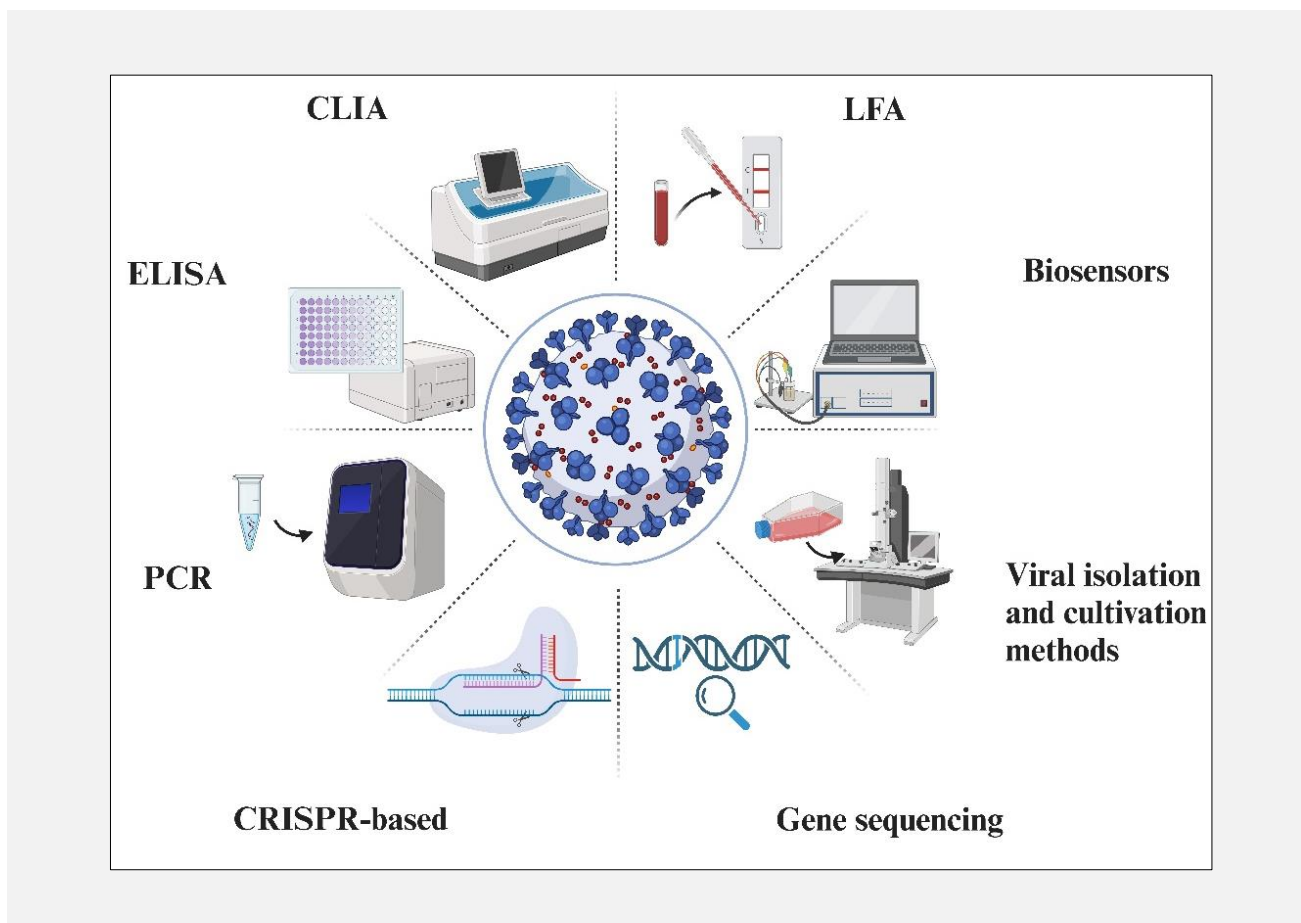 CLIA
LFA
C
T
S
ELISA
Biosensors
PCR
Viral isolation
and cultivation
methods
CRISPR-based
Gene sequencing